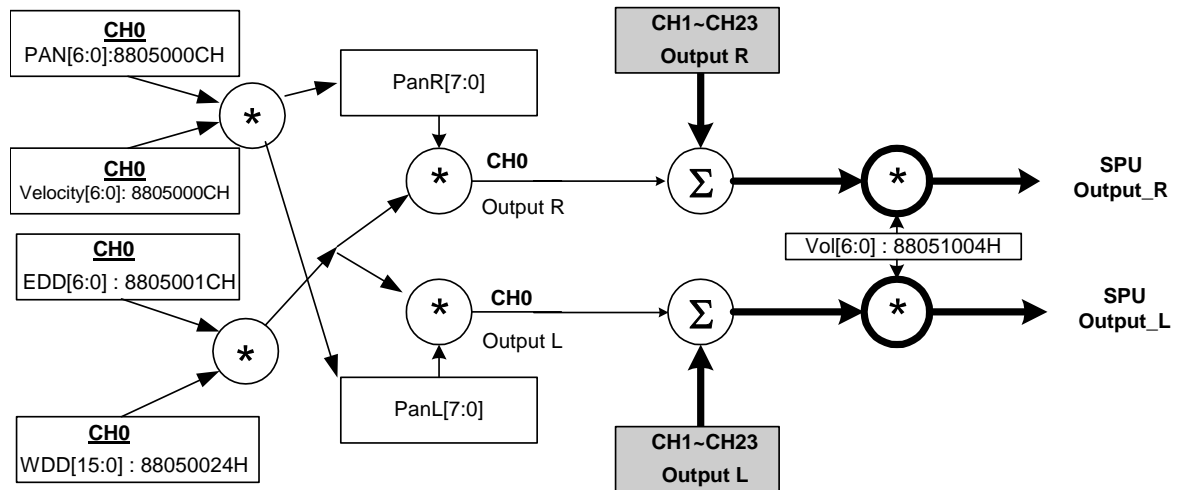 CH0
PAN[6:0]:8805000CH
CH0
Velocity[6:0]: 8805000CH
CH0
EDD[6:0] : 8805001CH
CH0
WDD[15:0] : 88050024H
*
*
PanR[7:0]
PanL[7:0]
*
CH0
Output R
*
CH0
Output L
CH1~CH23
Output R
Σ
Σ
CH1~CH23
Output L
*
Vol[6:0] : 88051004H
*
SPU
Output_R
SPU
Output_L